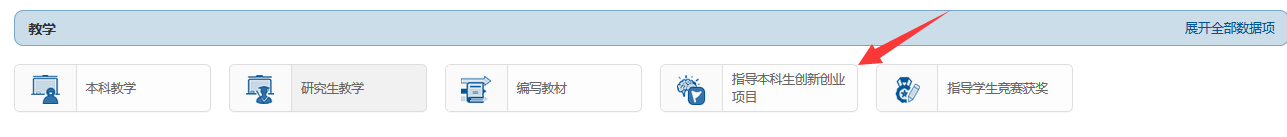 教学
展开全部数据项
本科教学
研究生教学
编写教材
指导本科生创新创业
项目
指导学生竞赛获奖